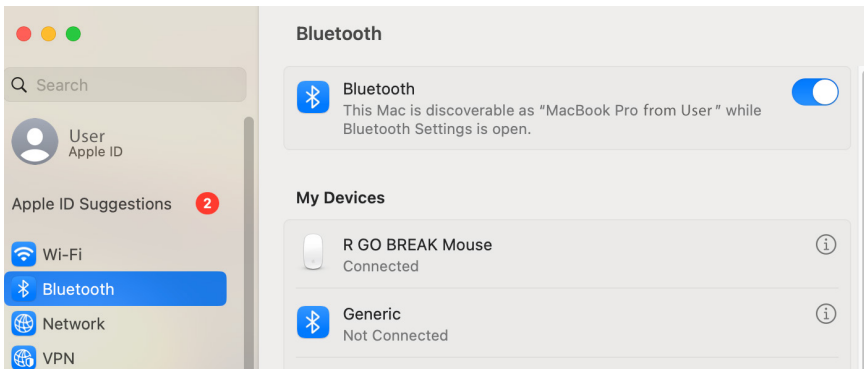 Search
User
Apple ID
Apple ID Suggestions
2
Wi-Fi
Bluetooth
Network
VPN
Bluetooth
Bluetooth
This Mac is discoverable as “MacBook Pro from User” while
Bluetooth Settings is open.
My Devices
R GO BREAK Mouse
Connected
Generic
Not Connected